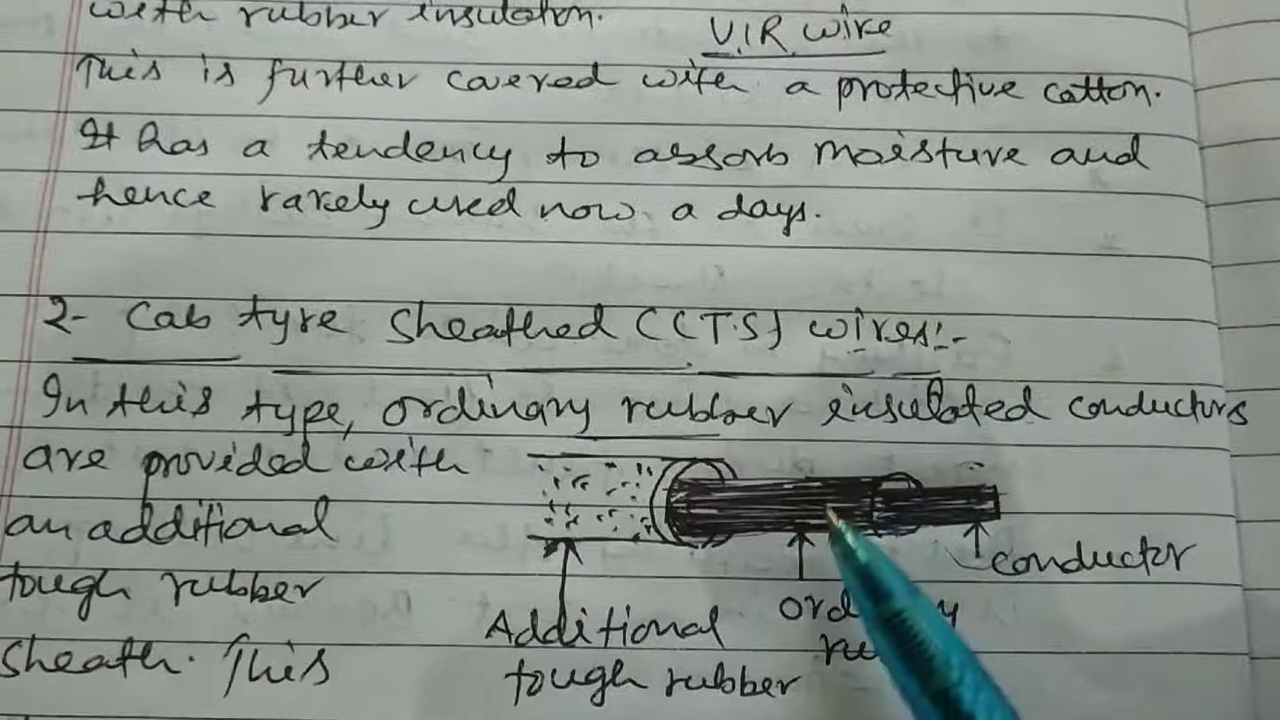 with rubber insulation.
V.I.R. wire
This is further covered with a protective cotton.
It has a tendency to absorb moisture and
hence rarely used now a days.
2- Cab tyre Sheathed (C.T.S) wires:-
In this type, ordinary rubber insulated conductors
are provided with
an additional
tough rubber
sheath. This
conductor
Additional
tough rubber